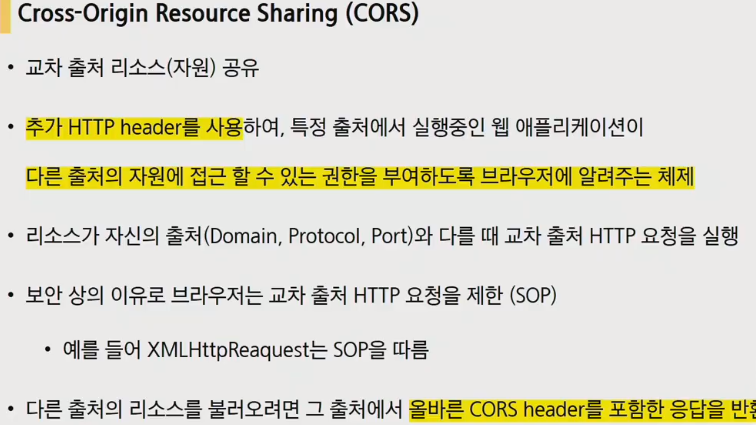 Cross-Origin Resource Sharing (CORS)
• 교차 출처 리소스(자원) 공유
• 추가 HTTP header를 사용하여, 특정 출처에서 실행중인 웹 애플리케이션이
다른 출처의 자원에 접근 할 수 있는 권한을 부여하도록 브라우저에 알려주는 체제
• 리소스가 자신의 출처(Domain, Protocol, Port)와 다를 때 교차 출처 HTTP 요청을 실행
• 보안 상의 이유로 브라우저는 교차 출처 HTTP 요청을 제한 (SOP)
• 예를 들어 XMLHttpReaquest는 SOP을 따름
• 다른 출처의 리소스를 불러오려면 그 출처에서 올바른 CORS header를 포함한 응답을